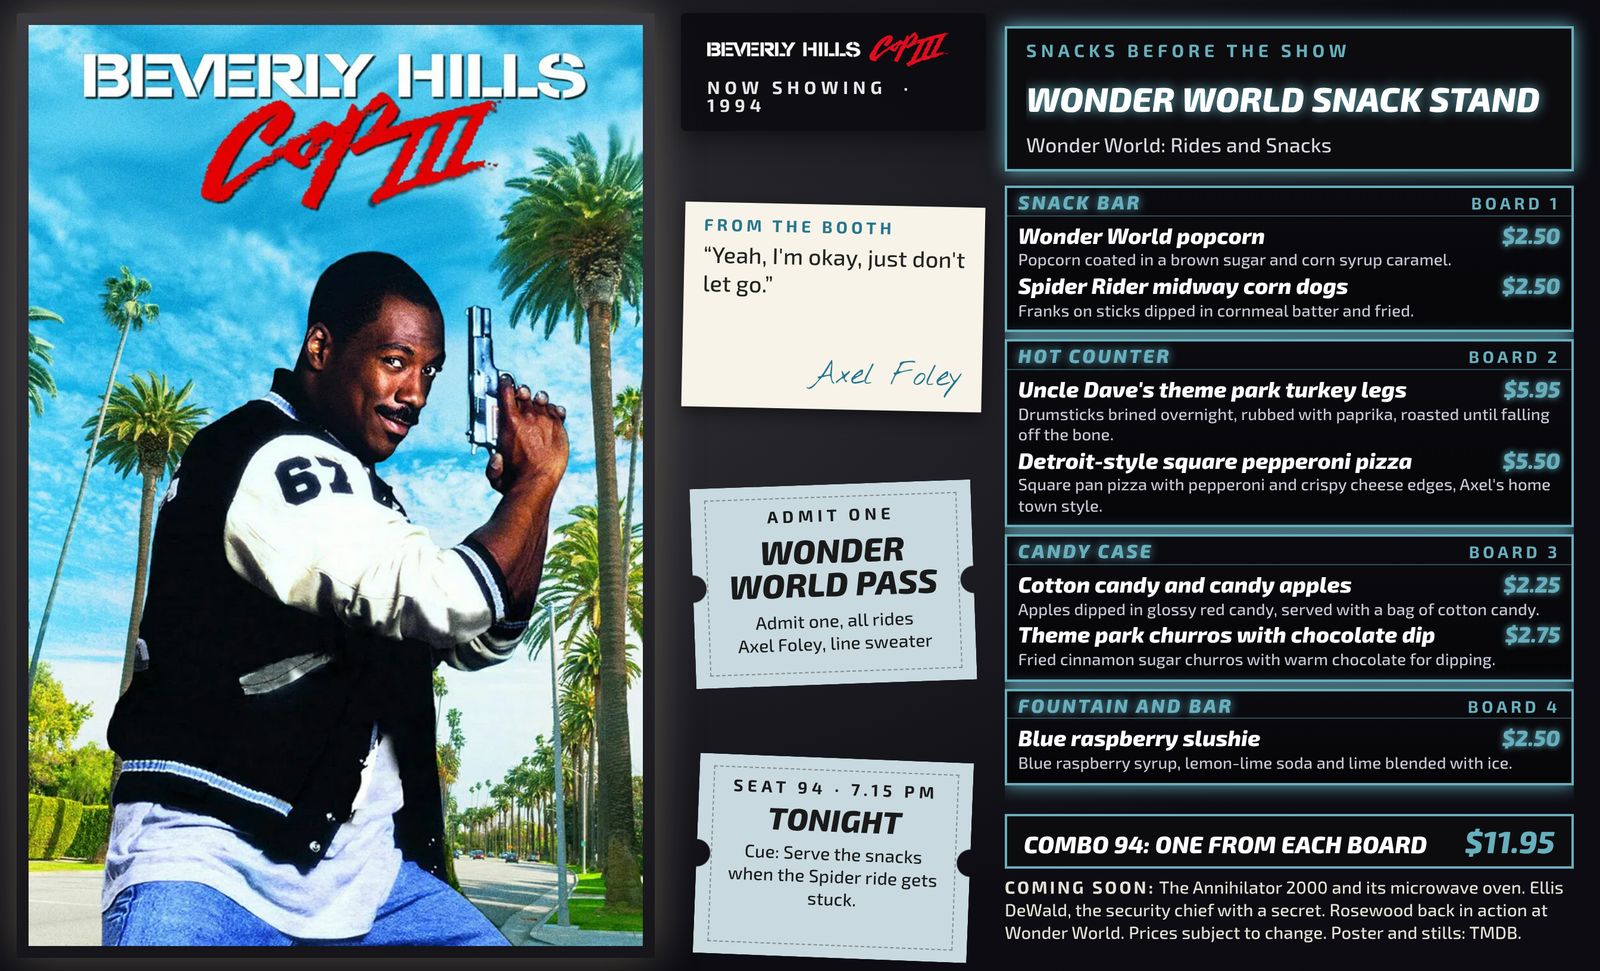 BEVERLY HILLS
Cop III
67
BEVERLY HILLS Cop III
NOW SHOWING ·
1994
FROM THE BOOTH
“Yeah, I'm okay, just don't
let go.”
Axel Foley
ADMIT ONE
WONDER
WORLD PASS
Admit one, all rides
Axel Foley, line sweater
SEAT 94 · 7.15 PM
TONIGHT
Cue: Serve the snacks
when the Spider ride gets
stuck.
SNACKS BEFORE THE SHOW
WONDER WORLD SNACK STAND
Wonder World: Rides and Snacks
SNACK BAR BOARD 1
Wonder World popcorn $2.50
Popcorn coated in a brown sugar and corn syrup caramel.
Spider Rider midway corn dogs $2.50
Franks on sticks dipped in cornmeal batter and fried.
HOT COUNTER BOARD 2
Uncle Dave's theme park turkey legs $5.95
Drumsticks brined overnight, rubbed with paprika, roasted until falling
off the bone.
Detroit-style square pepperoni pizza $5.50
Square pan pizza with pepperoni and crispy cheese edges, Axel's home
town style.
CANDY CASE BOARD 3
Cotton candy and candy apples $2.25
Apples dipped in glossy red candy, served with a bag of cotton candy.
Theme park churros with chocolate dip $2.75
Fried cinnamon sugar churros with warm chocolate for dipping.
FOUNTAIN AND BAR BOARD 4
Blue raspberry slushie $2.50
Blue raspberry syrup, lemon-lime soda and lime blended with ice.
COMBO 94: ONE FROM EACH BOARD $11.95
COMING SOON: The Annihilator 2000 and its microwave oven. Ellis
DeWald, the security chief with a secret. Rosewood back in action at
Wonder World. Prices subject to change. Poster and stills: TMDB.